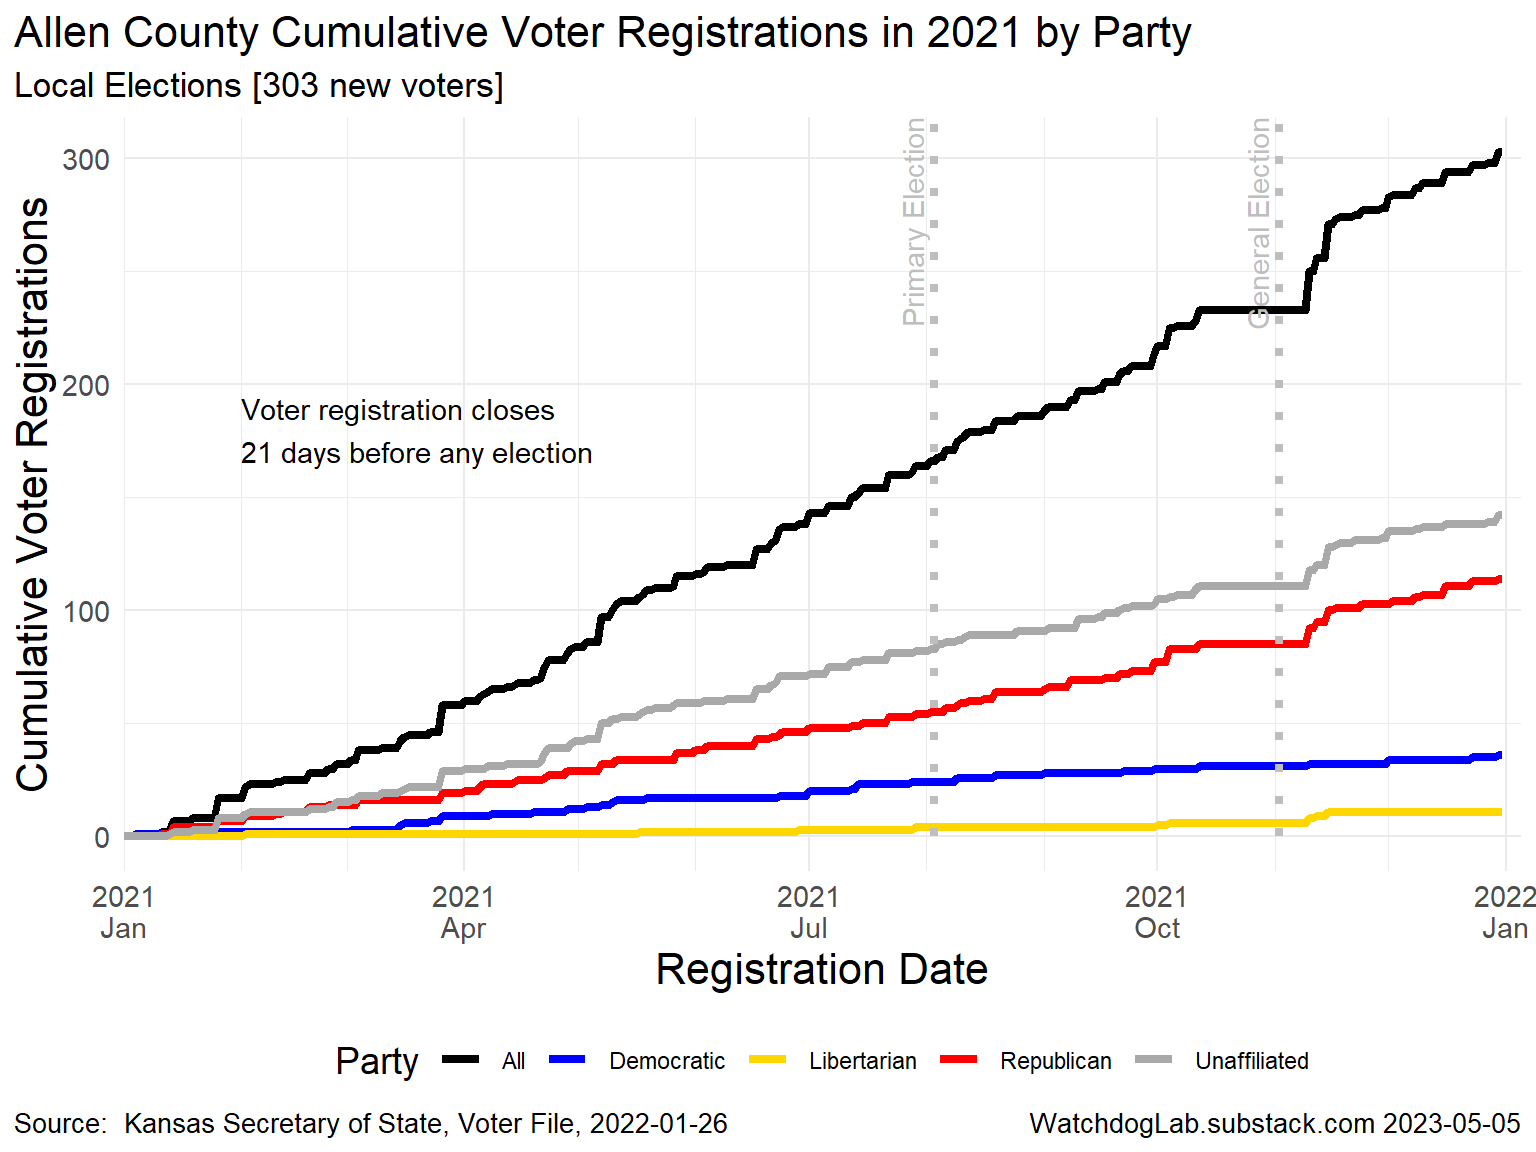 Allen County Cumulative Voter Registrations in 2021 by Party
Local Elections [303 new voters]
Cumulative Voter Registrations
300
200
100
0
Primary Election
General Election
Voter registration closes
21 days before any election
2021
Jan
2021
Apr
2021
Jul
2021
Oct
2022
Jan
Registration Date
Party All Democratic Libertarian Republican Unaffiliated
Source:  Kansas Secretary of State, Voter File, 2022-01-26
WatchdogLab.substack.com 2023-05-05